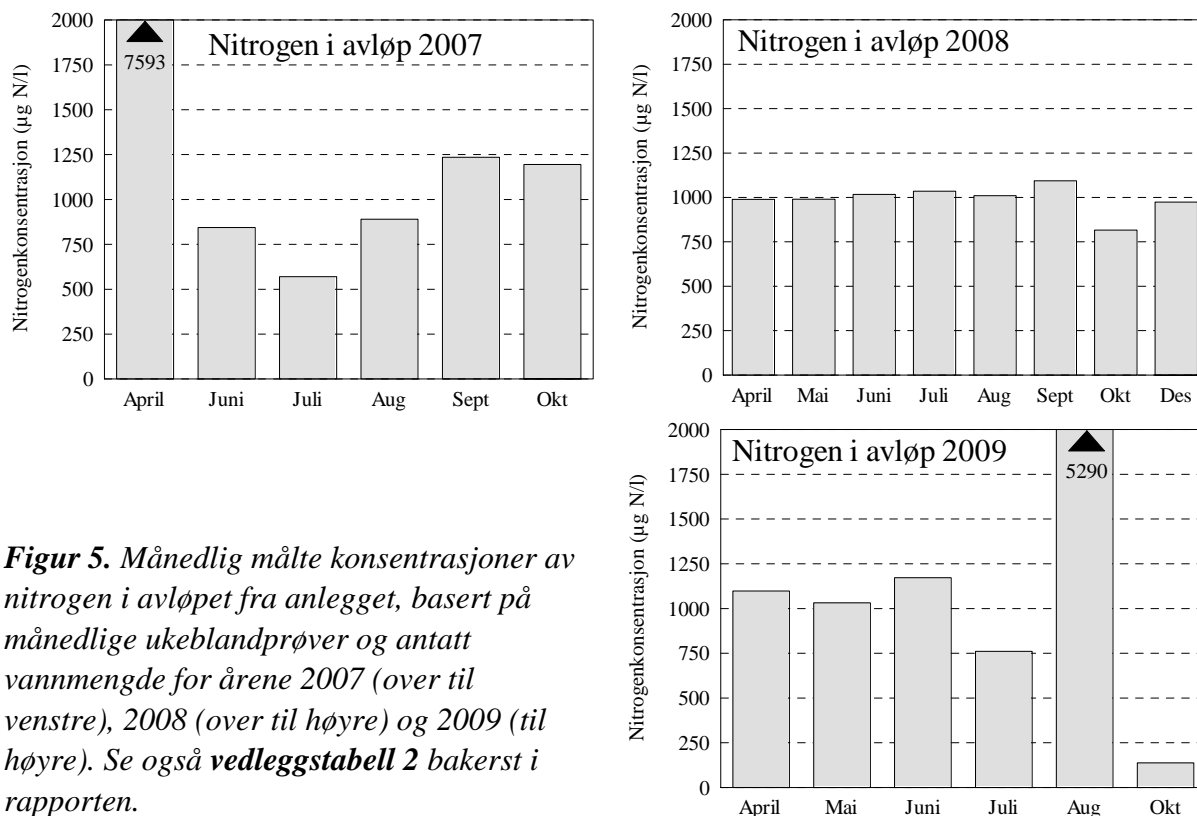 Nitrogen i avløp 2007
Nitrogenkonsentrasjon (µg N/l)
2000
1750
1500
1250
1000
750
500
250
0
7593
April Juni Juli Aug Sept Okt
Nitrogen i avløp 2008
Nitrogenkonsentrasjon (µg N/l)
2000
1750
1500
1250
1000
750
500
250
0
April Mai Juni Juli Aug Sept Okt Des
Nitrogen i avløp 2009
Nitrogenkonsentrasjon (µg N/l)
2000
1750
1500
1250
1000
750
500
250
0
5290
April Mai Juni Juli Aug Okt
Figur 5. Månedlig målte konsentrasjoner av
nitrogen i avløpet fra anlegget, basert på
månedlige ukeblandprøver og antatt
vannmengde for årene 2007 (over til
venstre), 2008 (over til høyre) og 2009 (til
høyre). Se også vedleggstabell 2 bakerst i
rapporten.